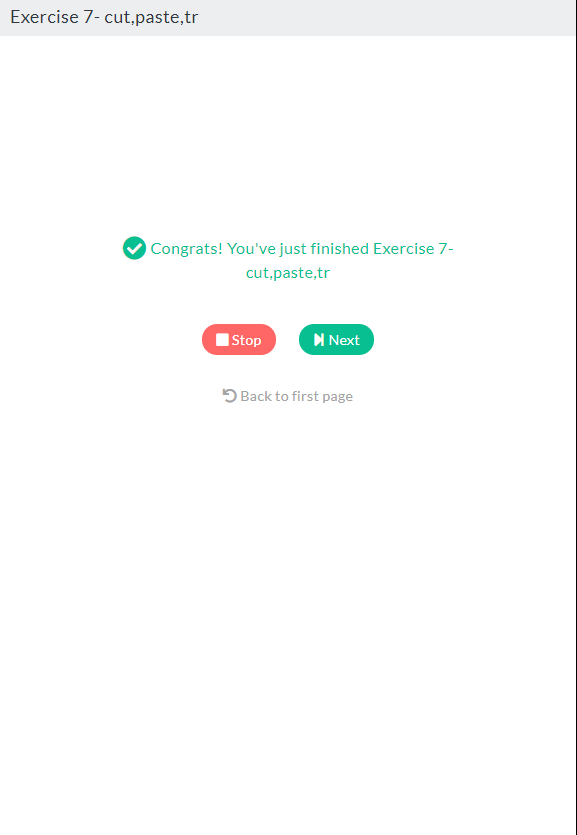 Exercise 7- cut,paste,tr
Congrats! You've just finished Exercise 7-
cut,paste,tr
Stop Next
Back to first page